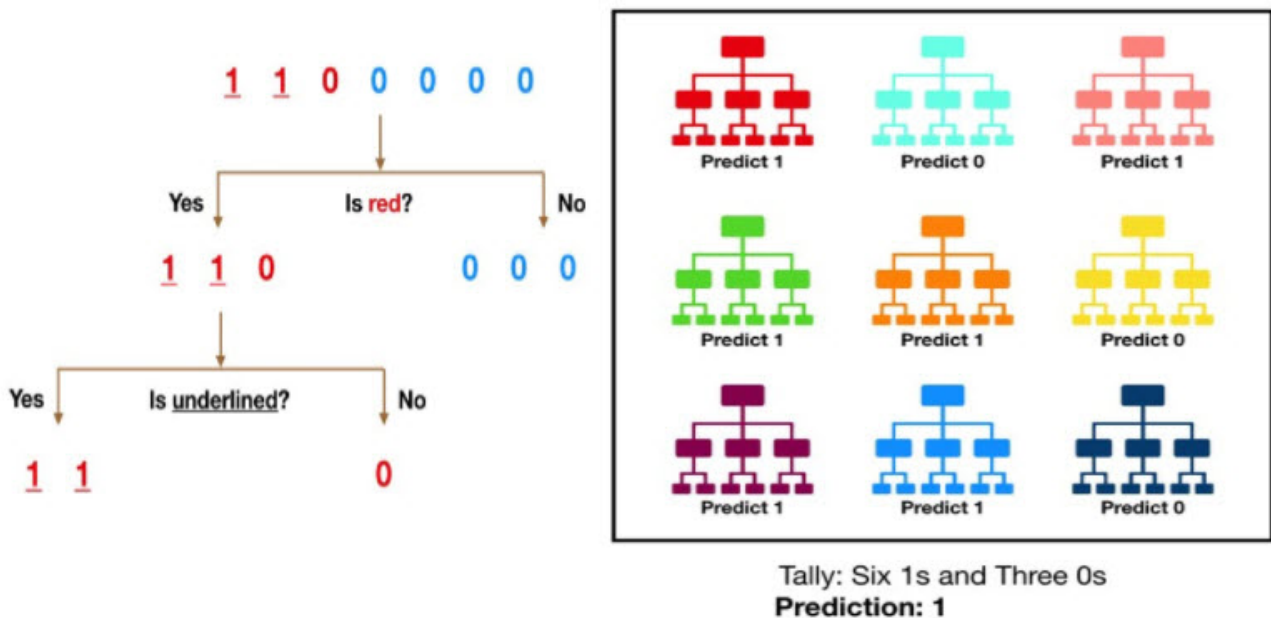 1 1 0 0 0 0 0
Yes Is red? No
1 1 0 0 0 0
Yes Is underlined? No
1 1 0
Predict 1 Predict 0 Predict 1
Predict 1 Predict 1 Predict 0
Predict 1 Predict 1 Predict 0
Tally: Six 1s and Three 0s
Prediction: 1